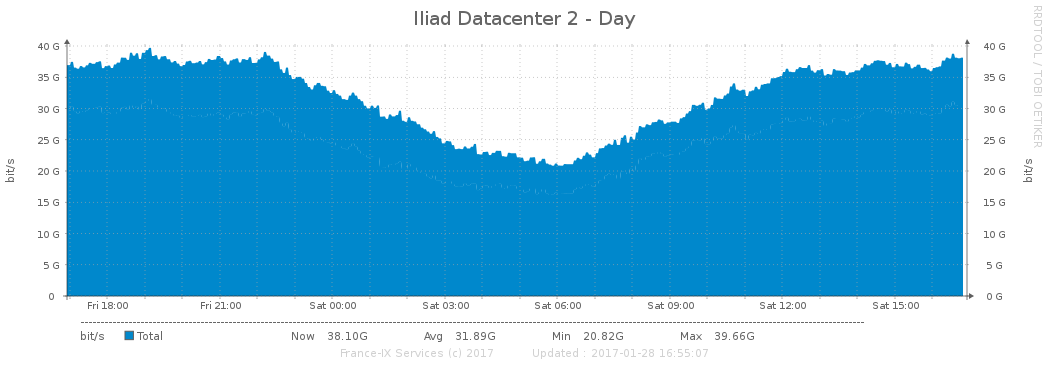 Iliad Datacenter 2 - Day
RRDTOOL / TOBI OETIKER
40 G 40 G
35 G 35 G
30 G 30 G
25 G 25 G
20 G 20 G
15 G 15 G
10 G 10 G
5 G 5 G
0 0 G
bit/s bit/s
Fri 18:00 Fri 21:00 Sat 00:00 Sat 03:00 Sat 06:00 Sat 09:00 Sat 12:00 Sat 15:00
bit/s Total Now 38.10G Avg 31.89G Min 20.82G Max 39.66G
France-IX Services (c) 2017 Updated : 2017-01-28 16:55:07